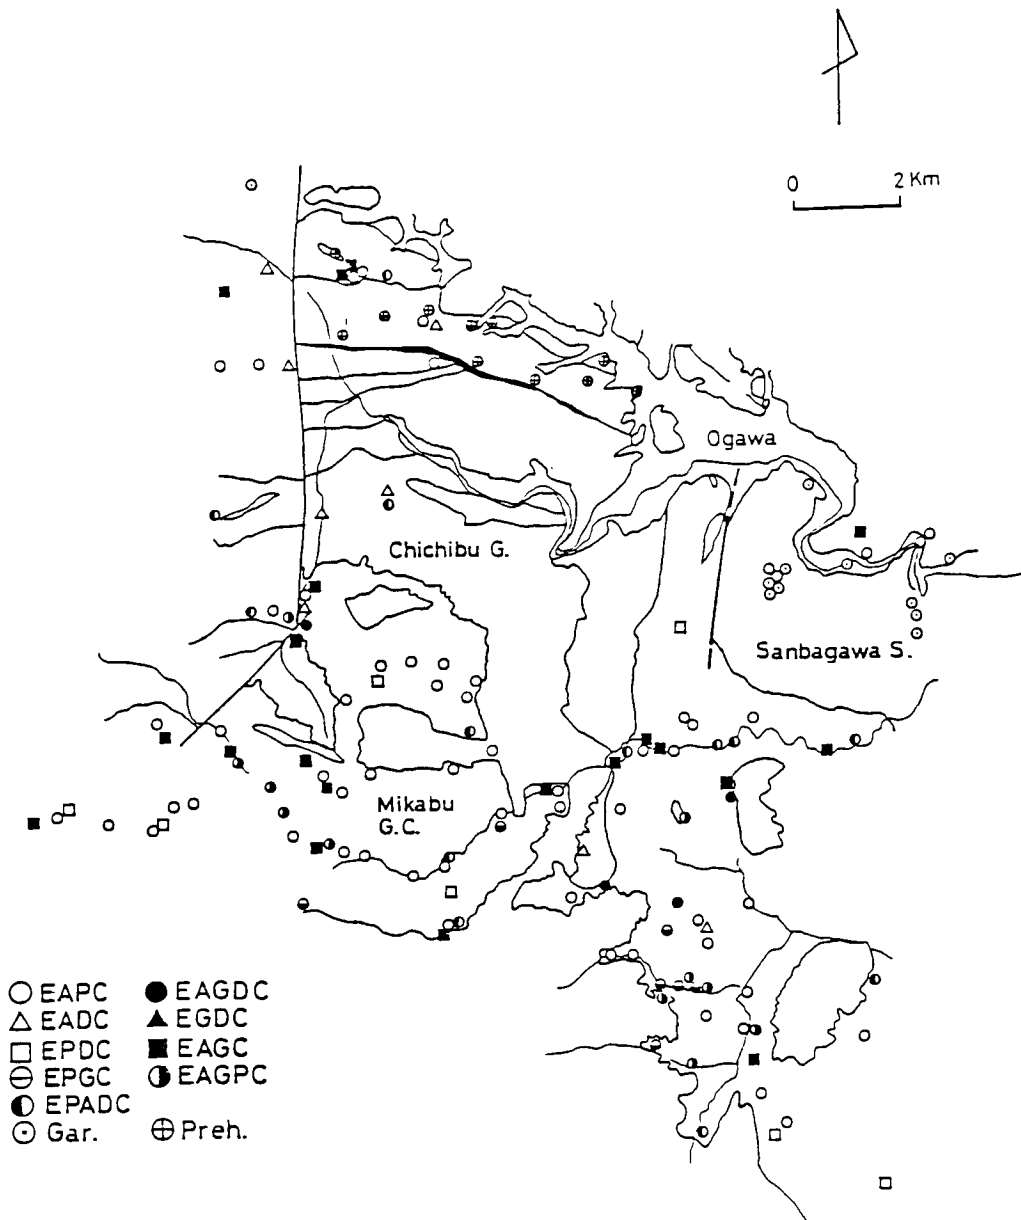 0 2 Km
Ogawa
Chichibu G.
Sanbagawa S.
Mikabu
G.C.
EAPC EAGDC
EADC EGDC
EPDC EAGC
EPGC EAGPC
EPADC
Gar. Preh.